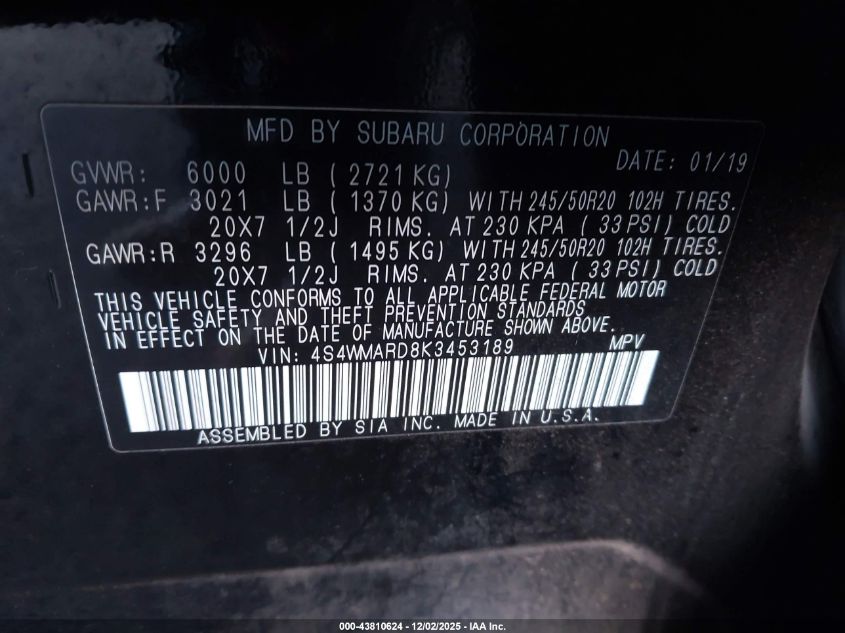 MFD BY SUBARU CORPORATION
DATE: 01/19
GVWR: 6000 LB ( 2721 KG)
GAWR:F 3021 LB ( 1370 KG) WITH 245/50R20 102H TIRES.
20X7 1/2J RIMS. AT 230 KPA ( 33 PSI) COLD
GAWR:R 3296 LB ( 1495 KG) WITH 245/50R20 102H TIRES.
20X7 1/2J RIMS. AT 230 KPA ( 33 PSI) COLD
THIS VEHICLE CONFORMS TO ALL APPLICABLE FEDERAL MOTOR
VEHICLE SAFETY AND THEFT PREVENTION STANDARDS
IN EFFECT ON THE DATE OF MANUFACTURE SHOWN ABOVE.
VIN: 4S4WMARD8K3453189 MPV
ASSEMBLED BY SIA INC. MADE IN U.S.A.
000-43810624 - 12/02/2025 - IAA Inc.